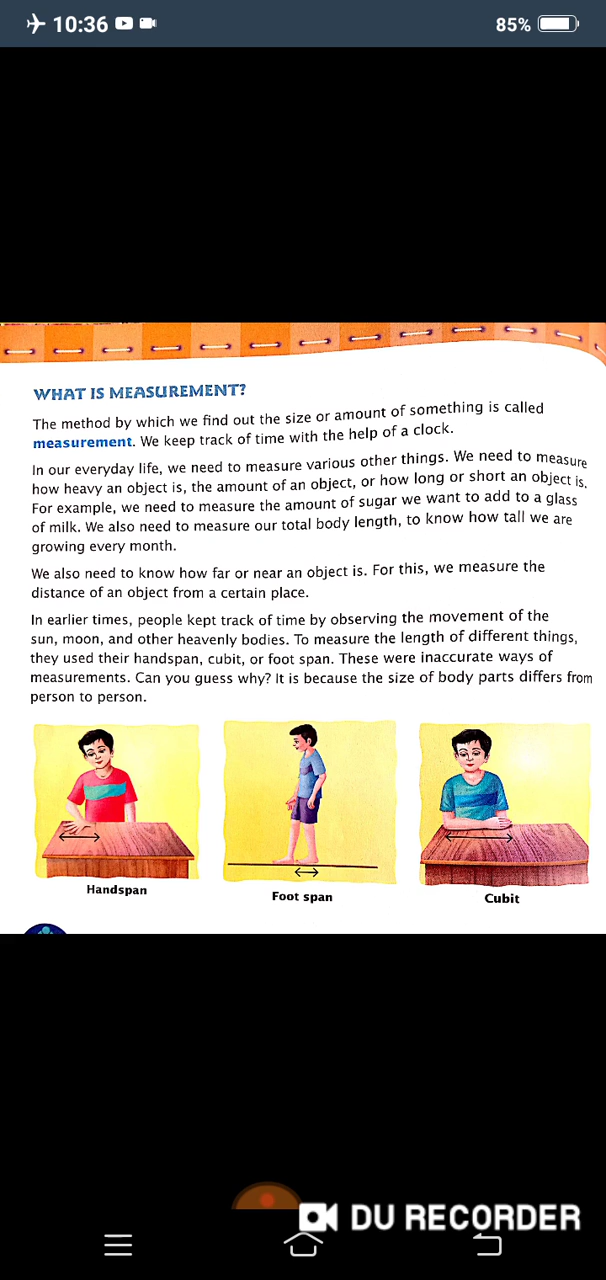 10:36
85%
WHAT IS MEASUREMENT?
The method by which we find out the size or amount of something is called
measurement. We keep track of time with the help of a clock.
In our everyday life, we need to measure various other things. We need to measure
how heavy an object is, the amount of an object, or how long or short an object is.
For example, we need to measure the amount of sugar we want to add to a glass
of milk. We also need to measure our total body length, to know how tall we are
growing every month.
We also need to know how far or near an object is. For this, we measure the
distance of an object from a certain place.
In earlier times, people kept track of time by observing the movement of the
sun, moon, and other heavenly bodies. To measure the length of different things,
they used their handspan, cubit, or foot span. These were inaccurate ways of
measurements. Can you guess why? It is because the size of body parts differs from
person to person.
Handspan
Foot span
Cubit
DU RECORDER